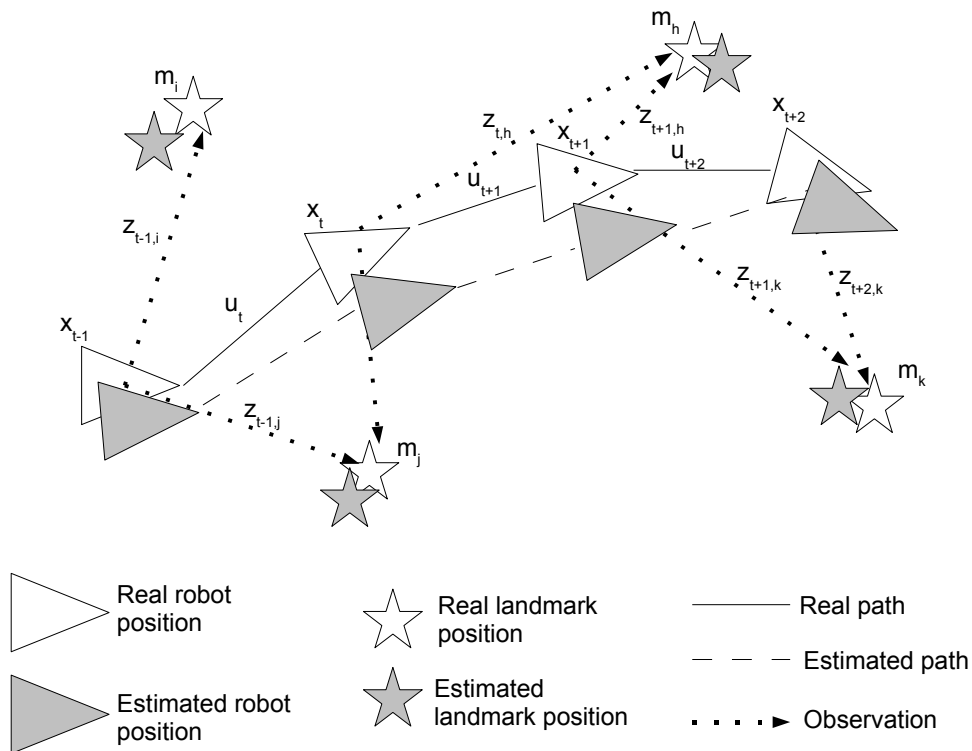 m_h
m_i
z_{t,h}
z_{t+1,h}
x_{t+1}
x_{t+2}
u_{t+2}
u_{t+1}
x_t
z_{t-1,i}
z_{t+1,k}
z_{t+2,k}
u_t
x_{t-1}
m_k
z_{t-1,j}
m_j
Real robot
position
Real landmark
position
Real path
Estimated path
Estimated robot
position
Estimated
landmark position
Observation